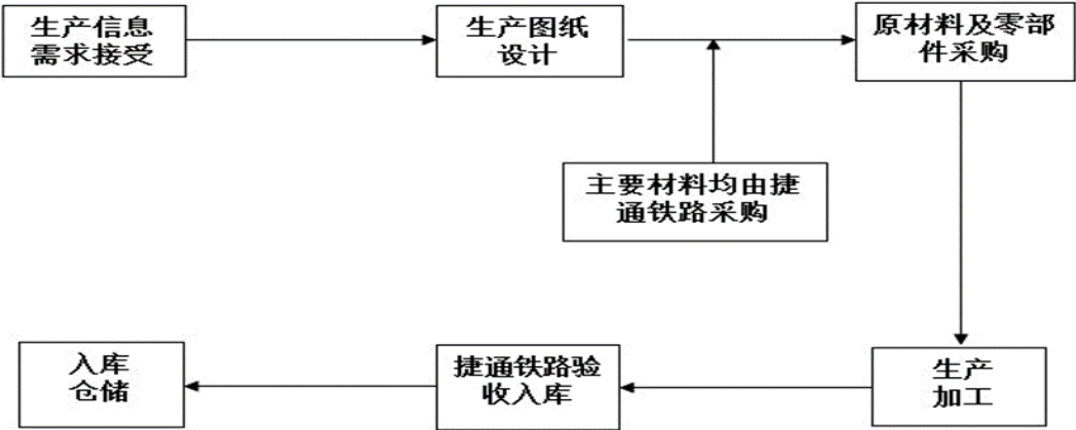 生产信息
需求接受
生产图纸
设计
原材料及零部
件采购
主要材料均由捷
通铁路采购
生产
加工
捷通铁路验
收入库
入库
仓储